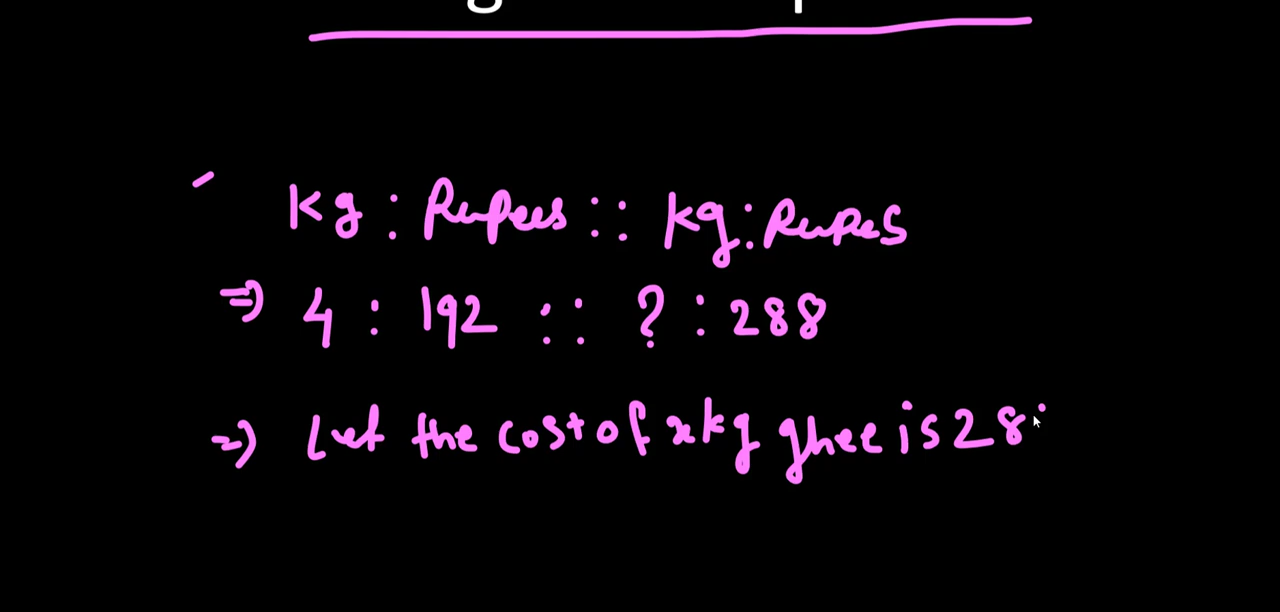 Kg : Rupees :: Kg : Rupes
=> 4 : 192 :: ? : 288
=> Let the cost of x kg ghee is 28